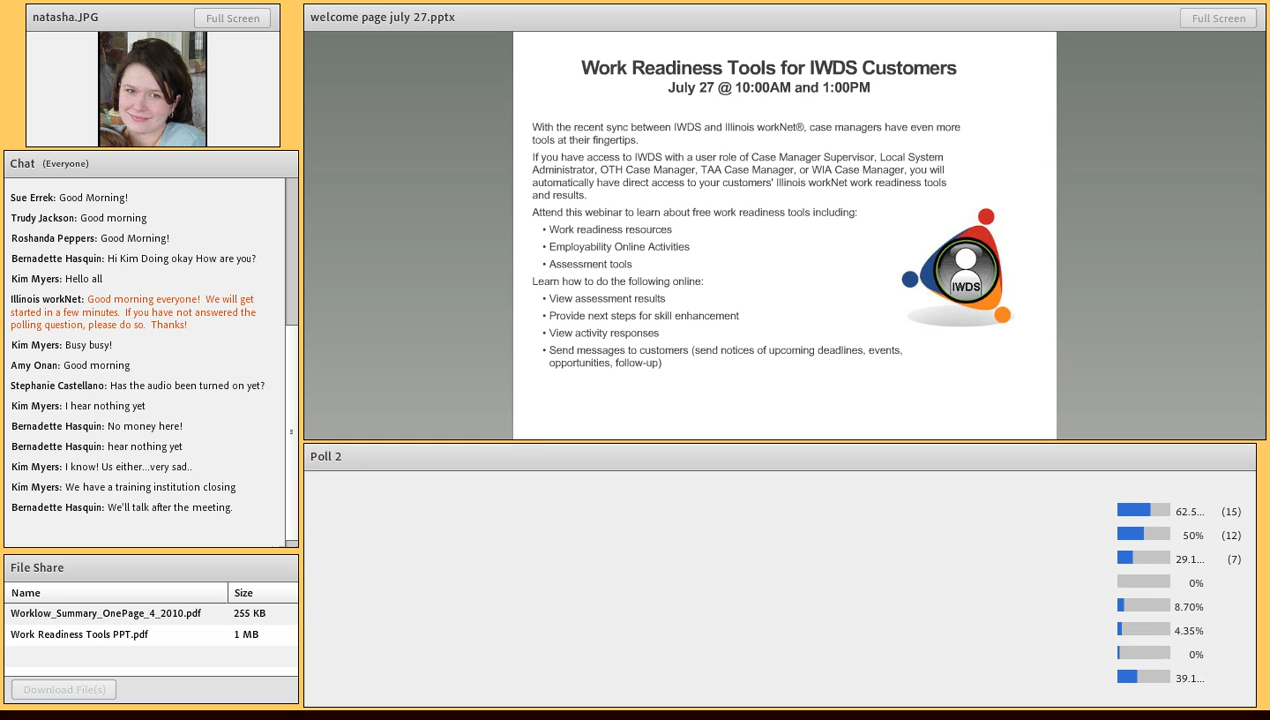 natasha.JPG
Full Screen
Chat (Everyone)
Sue Errek: Good Morning!
Trudy Jackson: Good morning
Roshanda Peppers: Good Morning!
Bernadette Hasquin: Hi Kim Doing okay How are you?
Kim Myers: Hello all
Illinois workNet: Good morning everyone! We will get
started in a few minutes. If you have not answered the
polling question, please do so. Thanks!
Kim Myers: Busy busy!
Amy Onan: Good morning
Stephanie Castellano: Has the audio been turned on yet?
Kim Myers: I hear nothing yet
Bernadette Hasquin: No money here!
Bernadette Hasquin: hear nothing yet
Kim Myers: I know! Us either...very sad..
Kim Myers: We have a training institution closing
Bernadette Hasquin: We'll talk after the meeting.
File Share
Name Size
Worklow_Summary_OnePage_4_2010.pdf 255 KB
Work Readiness Tools PPT.pdf 1 MB
Download File(s)
welcome page july 27.pptx
Full Screen
Work Readiness Tools for IWDS Customers
July 27 @ 10:00AM and 1:00PM
With the recent sync between IWDS and Illinois workNet®, case managers have even more
tools at their fingertips.
If you have access to IWDS with a user role of Case Manager Supervisor, Local System
Administrator, OTH Case Manager, TAA Case Manager, or WIA Case Manager, you will
automatically have direct access to your customers' Illinois workNet work readiness tools
and results.
Attend this webinar to learn about free work readiness tools including:
• Work readiness resources
• Employability Online Activities
• Assessment tools
Learn how to do the following online:
• View assessment results
• Provide next steps for skill enhancement
• View activity responses
• Send messages to customers (send notices of upcoming deadlines, events,
opportunities, follow-up)
IWDS
Poll 2
62.5... (15)
50% (12)
29.1... (7)
0%
8.70%
4.35%
0%
39.1...